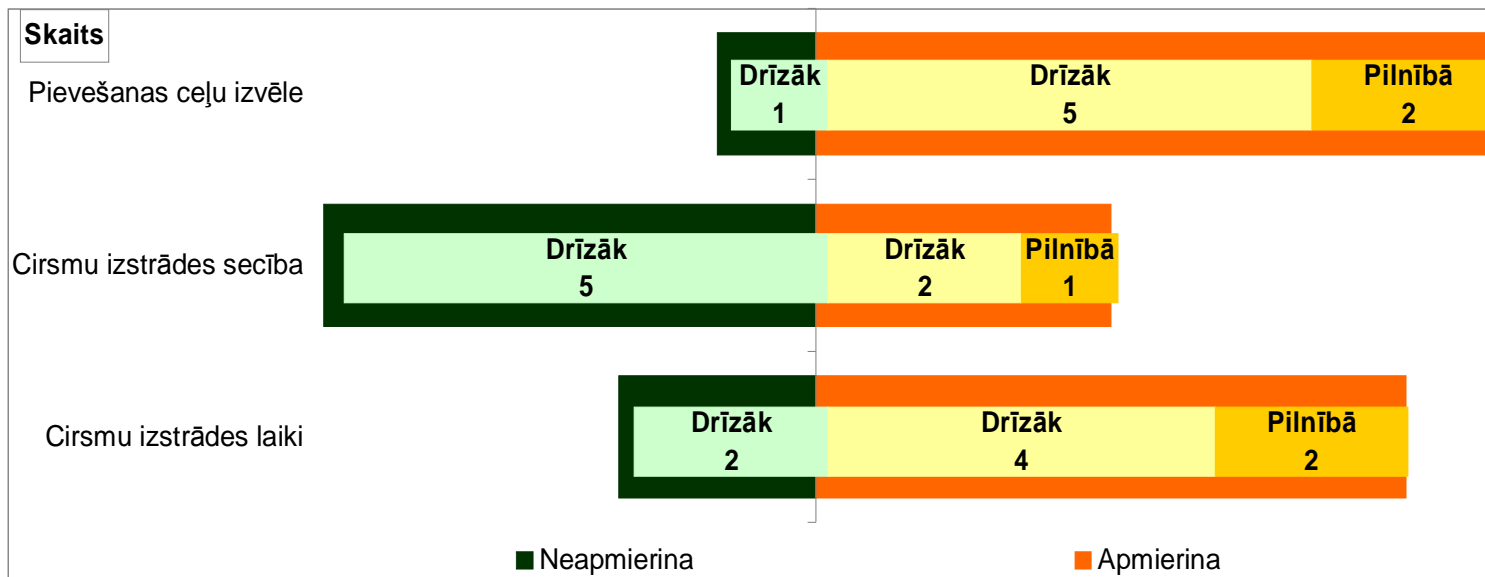 Skaits
Pievešanas ceļu izvēle
Drīzāk
1
Drīzāk
5
Pilnībā
2
Cirsmu izstrādes secība
Drīzāk
5
Drīzāk
2
Pilnībā
1
Cirsmu izstrādes laiki
Drīzāk
2
Drīzāk
4
Pilnībā
2
Neapmierina
Apmierina